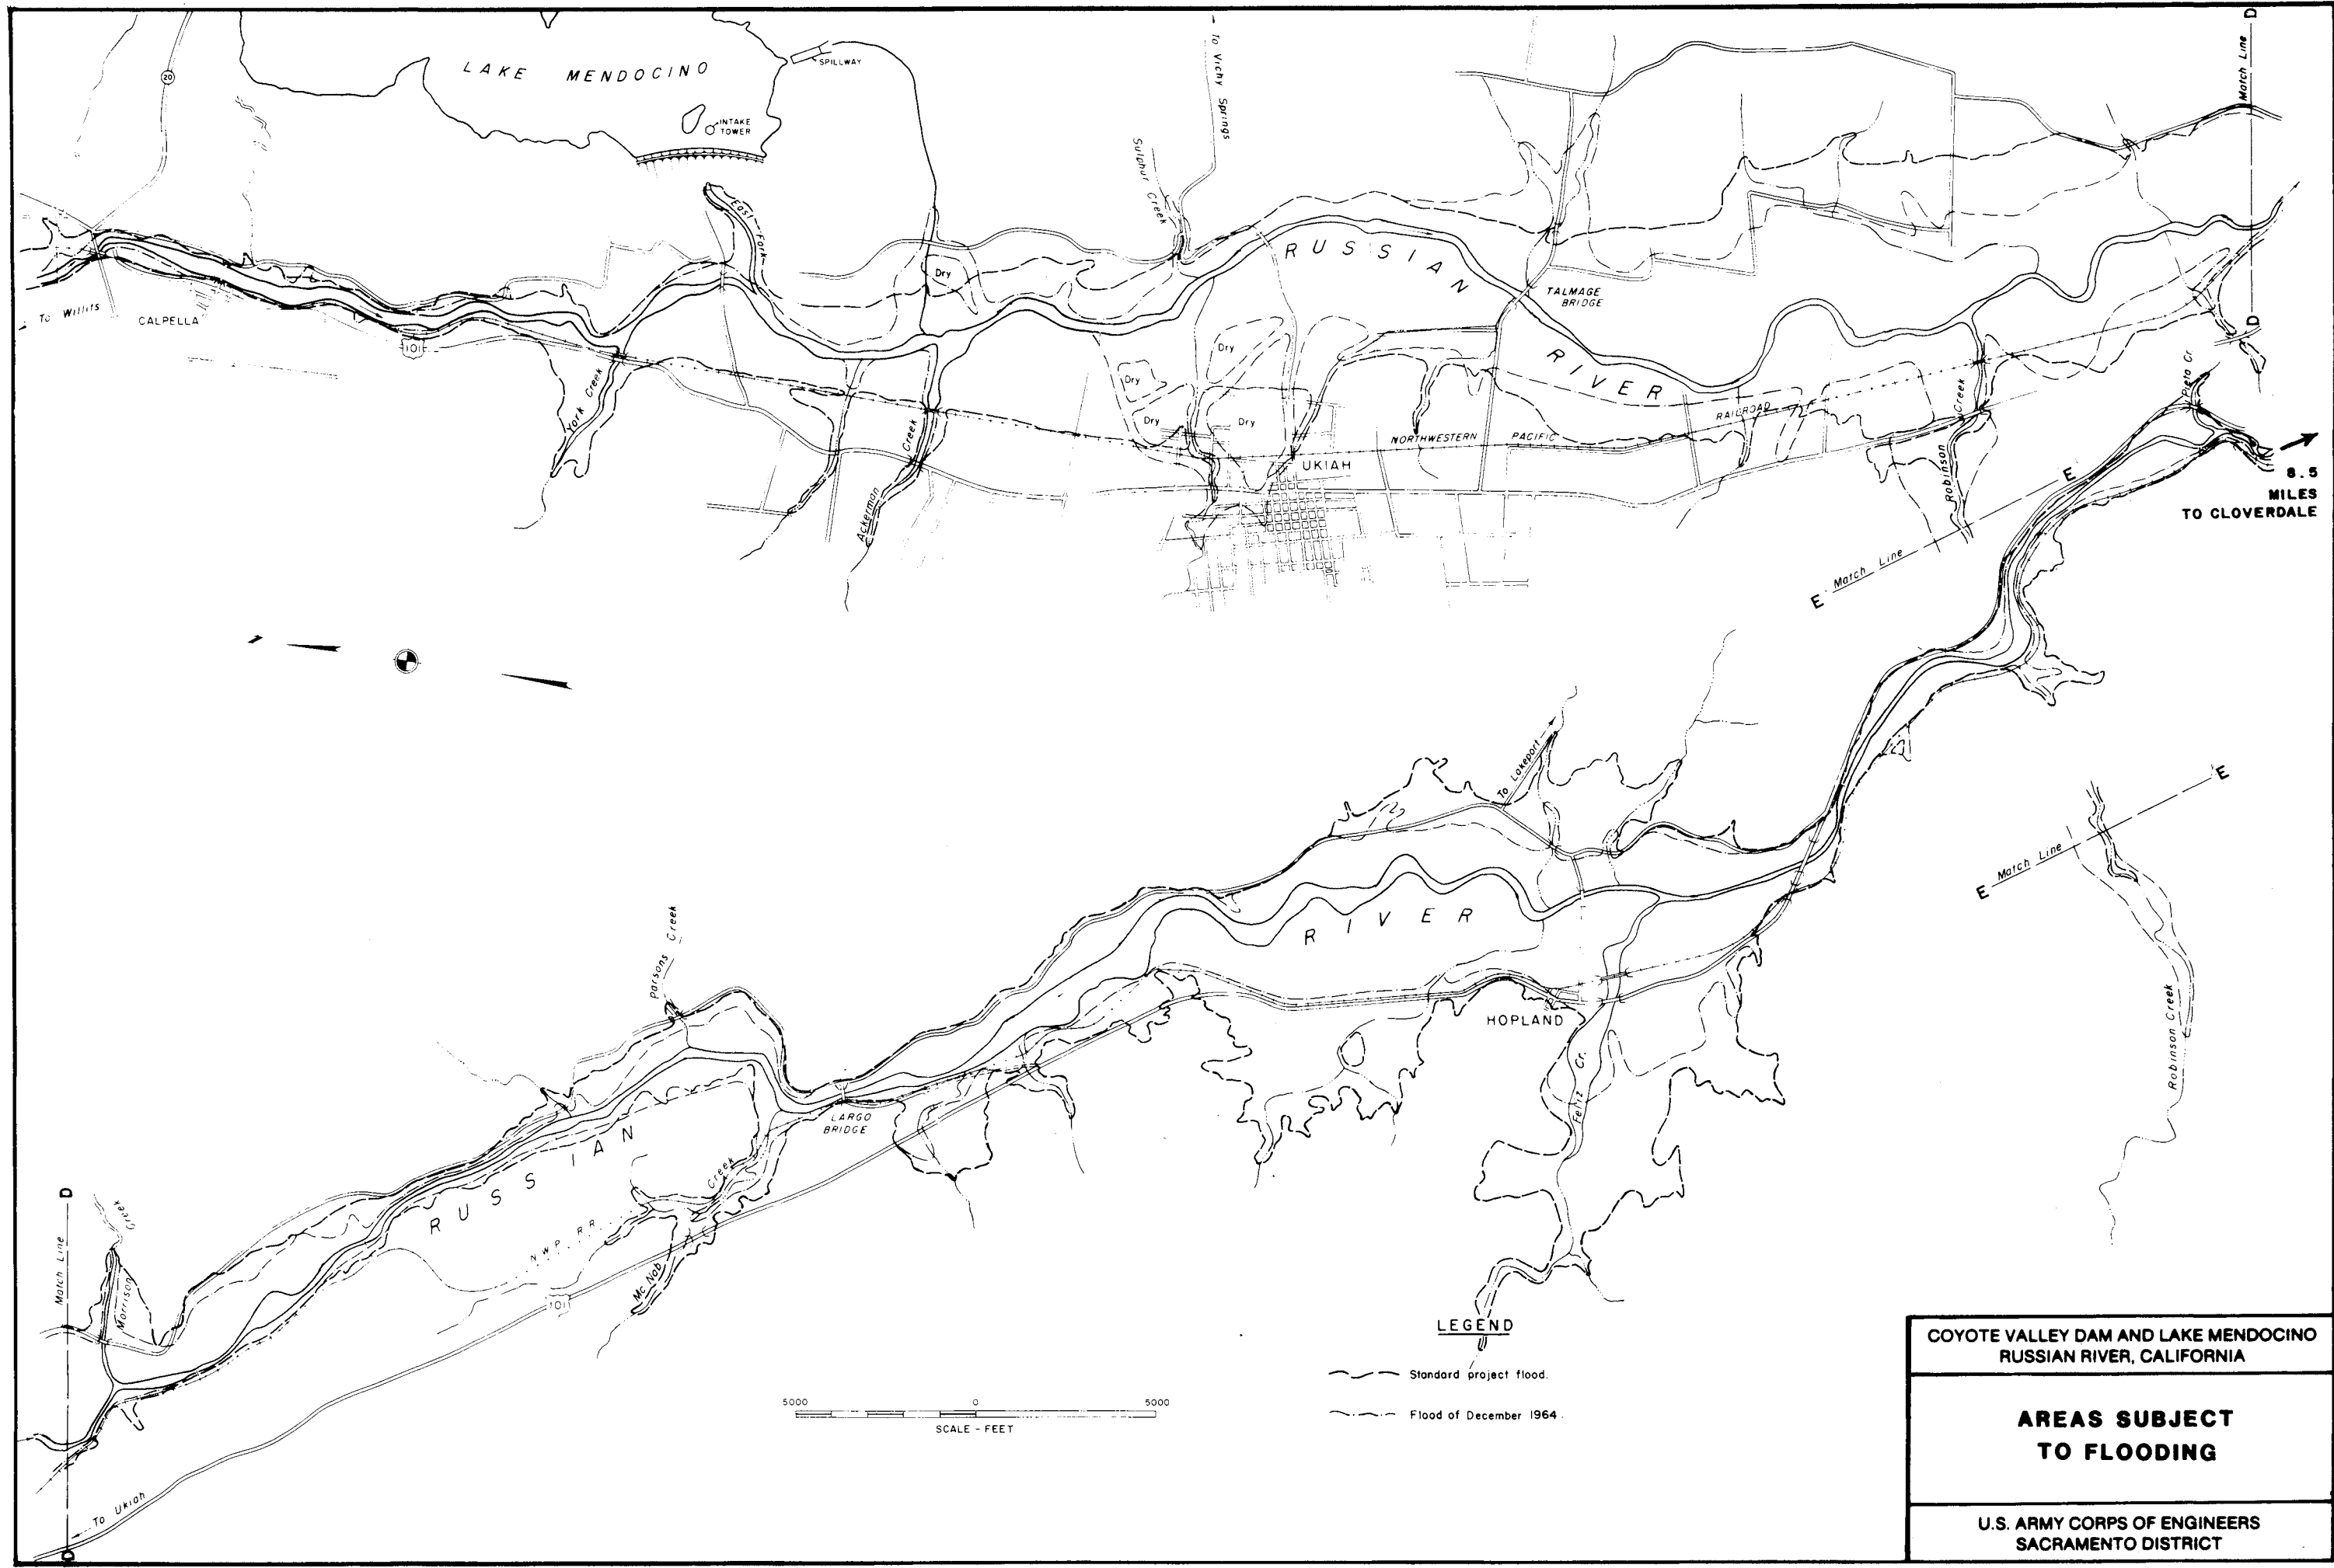 D
Match Line
D
20
LAKE MENDOCINO
SPILLWAY
INTAKE
TOWER
To Vichy Springs
Sulphur Creek
East Fork
Dry
RUSSIAN
RIVER
TALMAGE
BRIDGE
To Willits
CALPELLA
101
York Creek
Ackerman Creek
Dry
Dry
Dry
Dry
UKIAH
NORTHWESTERN PACIFIC RAILROAD
Robinson Creek
Pieta Cr
8.5
MILES
TO CLOVERDALE
E Match Line E
To Lakeport
E Match Line E
Robinson Creek
Parsons Creek
RUSSIAN
RIVER
HOPLAND
Feliz Cr.
LARGO
BRIDGE
McNab Creek
N.W.P. R.R.
101
D
Match Line
D
Morrison Creek
To Ukiah
5000 0 5000
SCALE - FEET
LEGEND
Standard project flood.
Flood of December 1964.
COYOTE VALLEY DAM AND LAKE MENDOCINO
RUSSIAN RIVER, CALIFORNIA
AREAS SUBJECT
TO FLOODING
U.S. ARMY CORPS OF ENGINEERS
SACRAMENTO DISTRICT